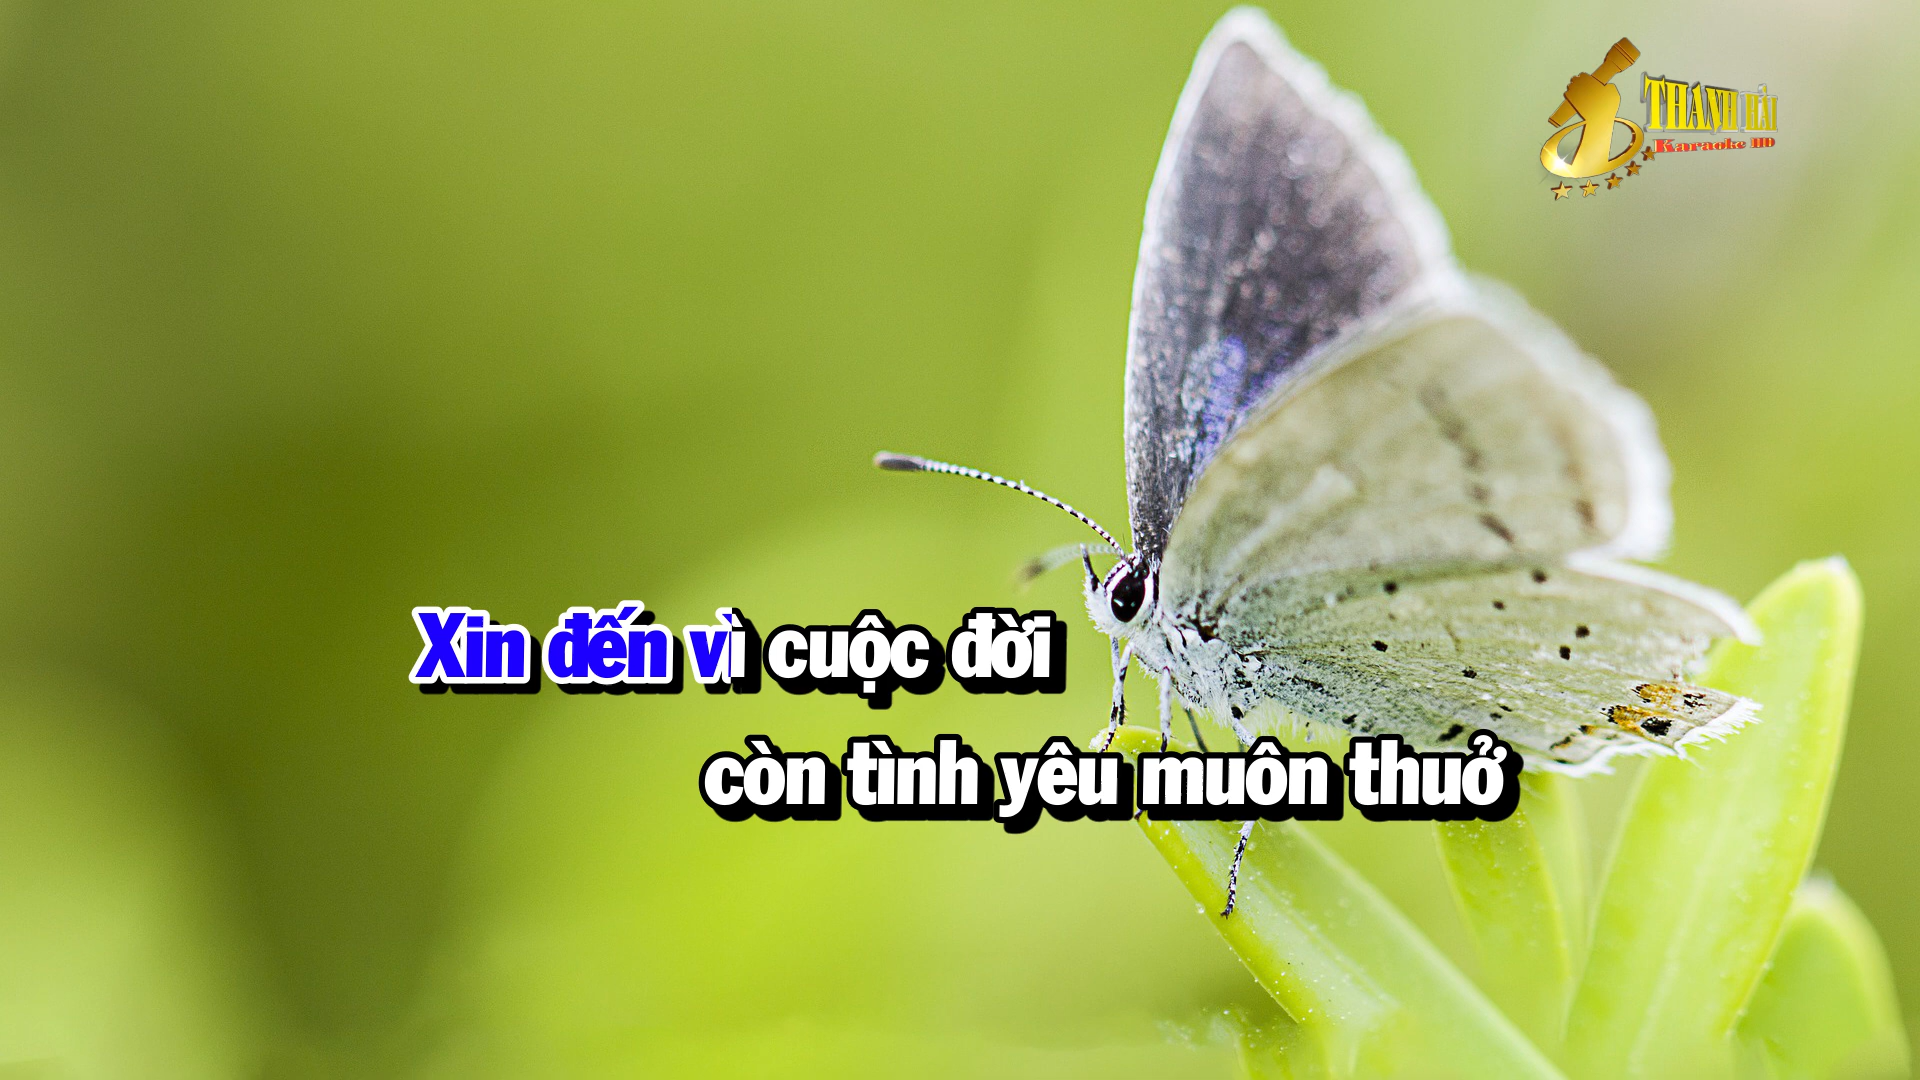 THANH HẢI
Karaoke HD
Xin đến vì cuộc đời
còn tình yêu muôn thuở